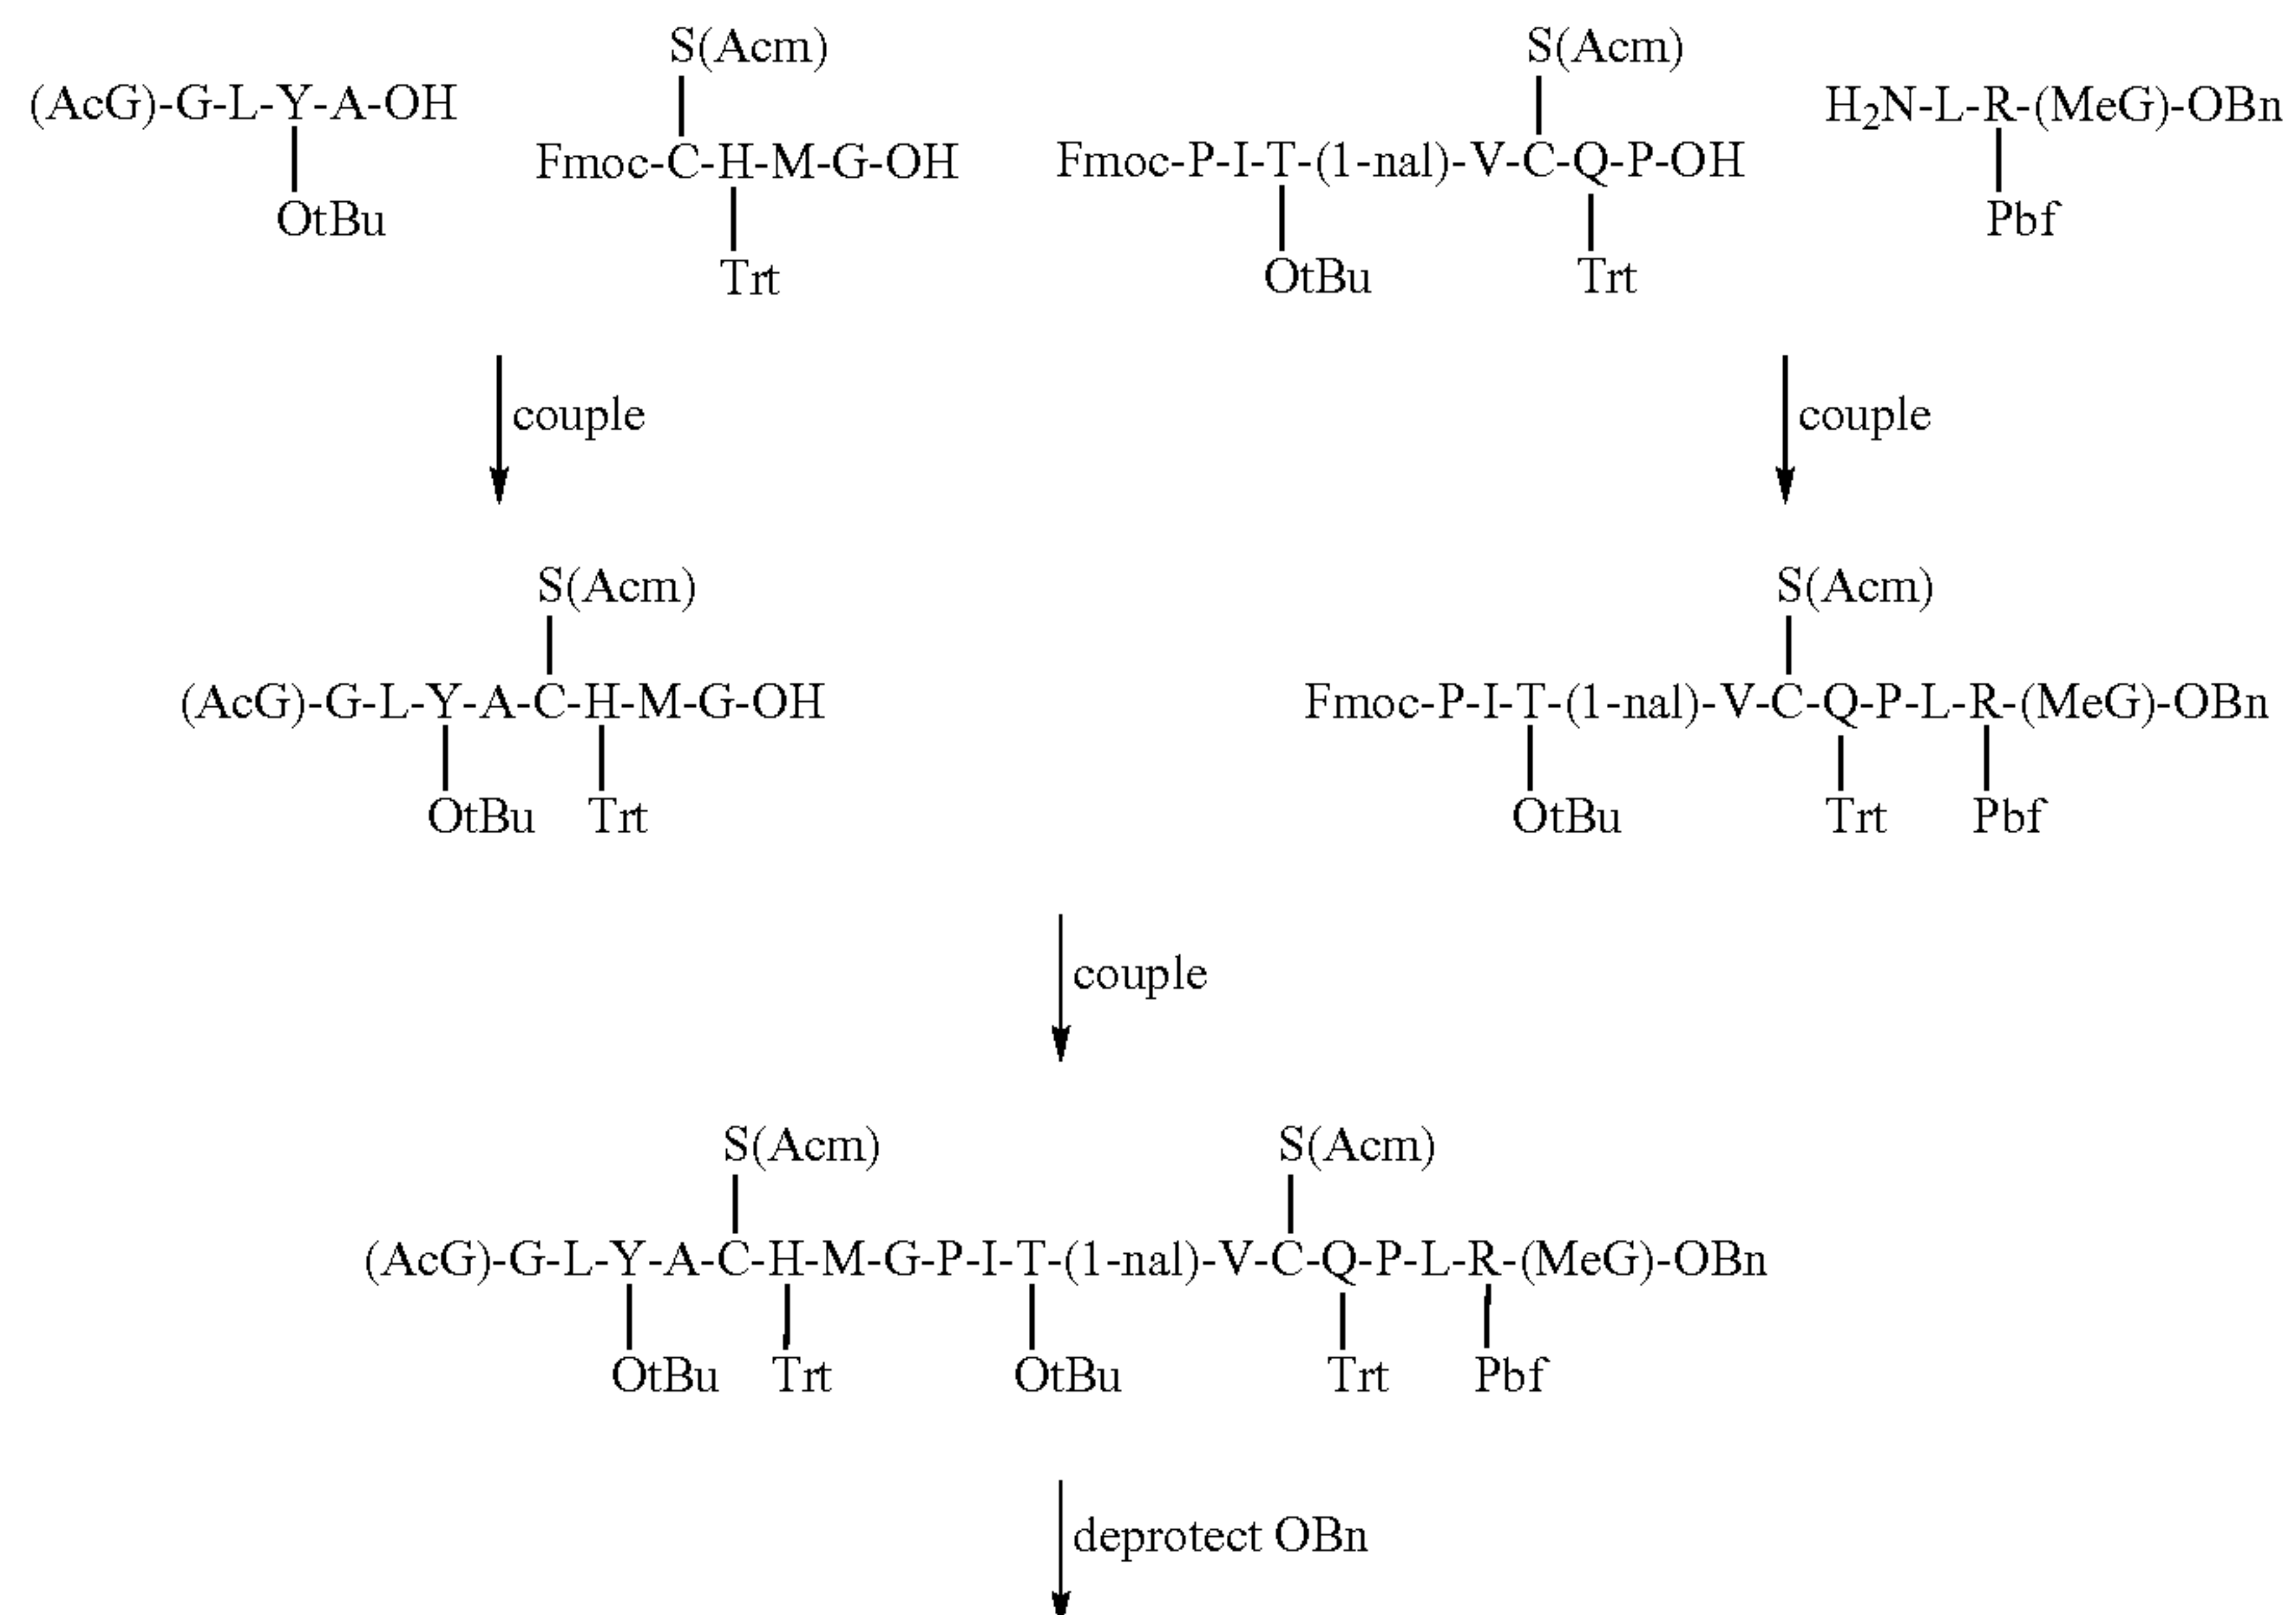 S(Acm) S(Acm)
(AcG)-G-L-Y-A-OH H₂N-L-R-(MeG)-OBn
Fmoc-C-H-M-G-OH Fmoc-P-I-T-(1-nal)-V-C-Q-P-OH
OtBu Pbf
Trt OtBu Trt
couple couple
S(Acm) S(Acm)
(AcG)-G-L-Y-A-C-H-M-G-OH Fmoc-P-I-T-(1-nal)-V-C-Q-P-L-R-(MeG)-OBn
OtBu Trt OtBu Trt Pbf
couple
S(Acm) S(Acm)
(AcG)-G-L-Y-A-C-H-M-G-P-I-T-(1-nal)-V-C-Q-P-L-R-(MeG)-OBn
OtBu Trt OtBu Trt Pbf
deprotect OBn